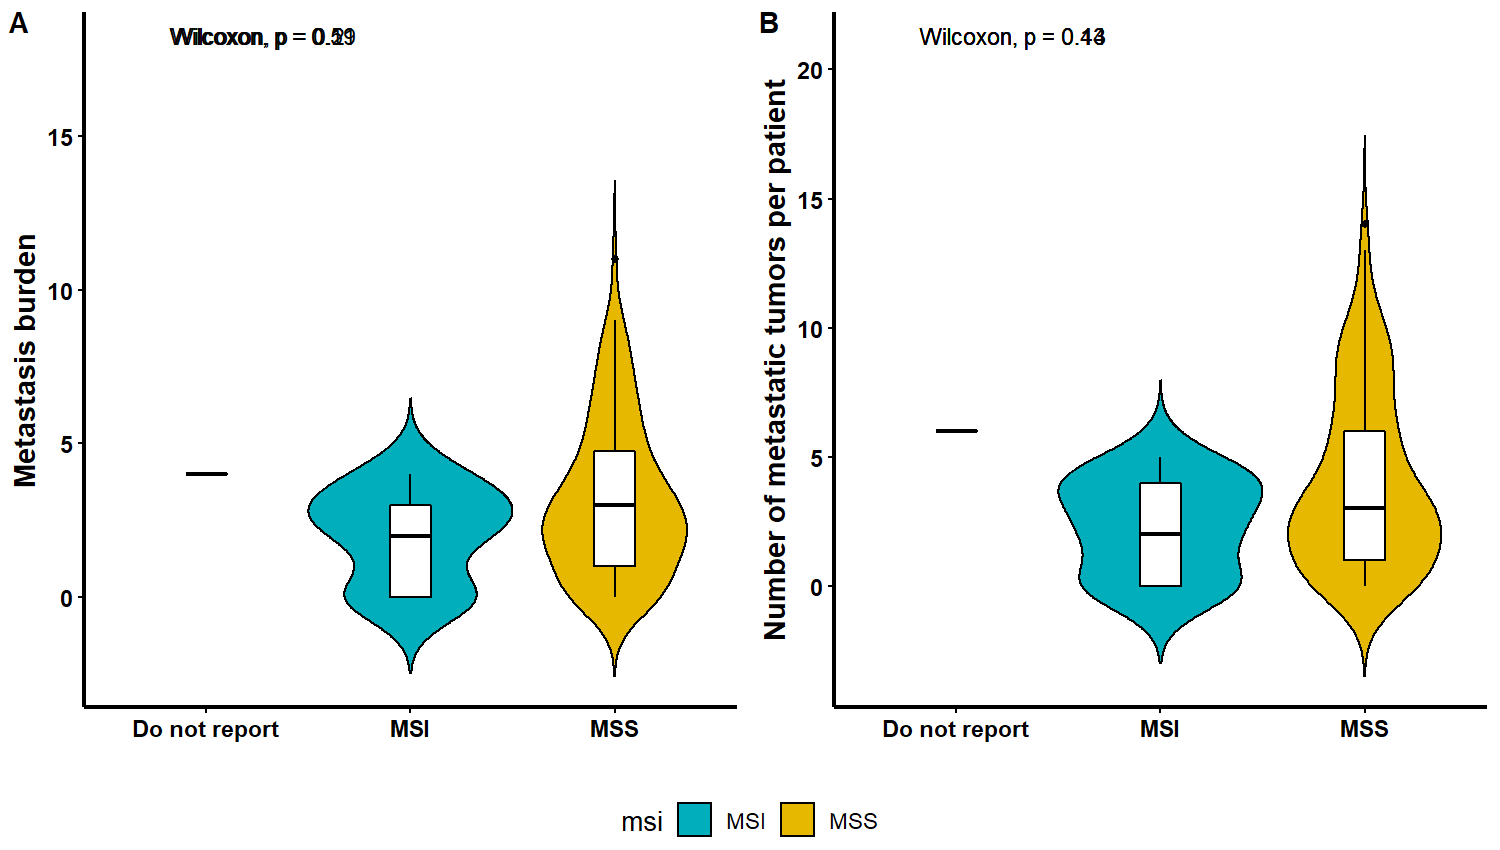 A
Wilcoxon, p =
Metastasis burden
15
10
5
0
Do not report MSI MSS
B
Wilcoxon, p =
Number of metastatic tumors per patient
20
15
10
5
0
Do not report MSI MSS
msi MSI MSS